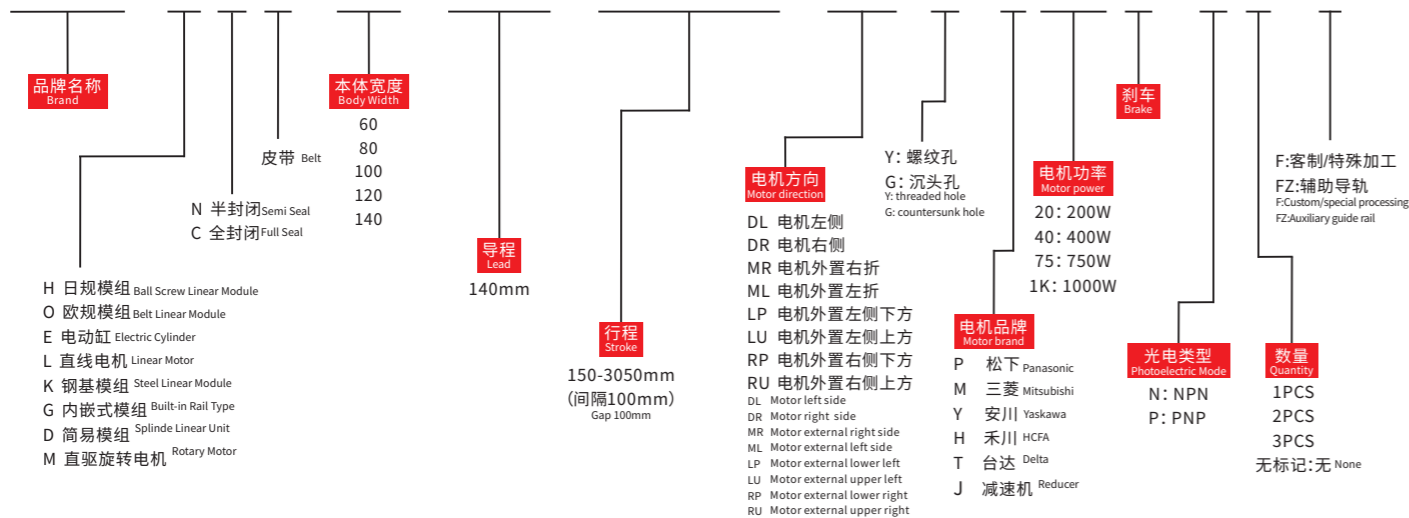 品牌名称
Brand
H 日规模组 Ball Screw Linear Module
O 欧规模组 Belt Linear Module
E 电动缸 Electric Cylinder
L 直线电机 Linear Motor
K 钢基模组 Steel Linear Module
G 内嵌式模组 Built-in Rail Type
D 简易模组 Splinde Linear Unit
M 直驱旋转电机 Rotary Motor
N 半封闭 Semi Seal
C 全封闭 Full Seal
皮带 Belt
本体宽度
Body Width
60
80
100
120
140
导程
Lead
140mm
行程
Stroke
150-3050mm
（间隔100mm）
Gap 100mm
电机方向
Motor direction
DL 电机左侧
DR 电机右侧
MR 电机外置右折
ML 电机外置左折
LP 电机外置左侧下方
LU 电机外置左侧上方
RP 电机外置右侧下方
RU 电机外置右侧上方
DL Motor left side
DR Motor right side
MR Motor external right side
ML Motor external left side
LP Motor external lower left
LU Motor external upper left
RP Motor external lower right
RU Motor external upper right
Y：螺纹孔
G：沉头孔
Y: threaded hole
G: countersunk hole
电机品牌
Motor brand
P 松下 Panasonic
M 三菱 Mitsubishi
Y 安川 Yaskawa
H 禾川 HCFA
T 台达 Delta
J 减速机 Reducer
电机功率
Motor power
20：200W
40：400W
75：750W
1K：1000W
刹车
Brake
光电类型
Photoelectric Mode
N：NPN
P：PNP
数量
Quantity
1PCS
2PCS
3PCS
无标记：无 None
F:客制/特殊加工
FZ:辅助导轨
F:Custom/special processing
FZ:Auxiliary guide rail